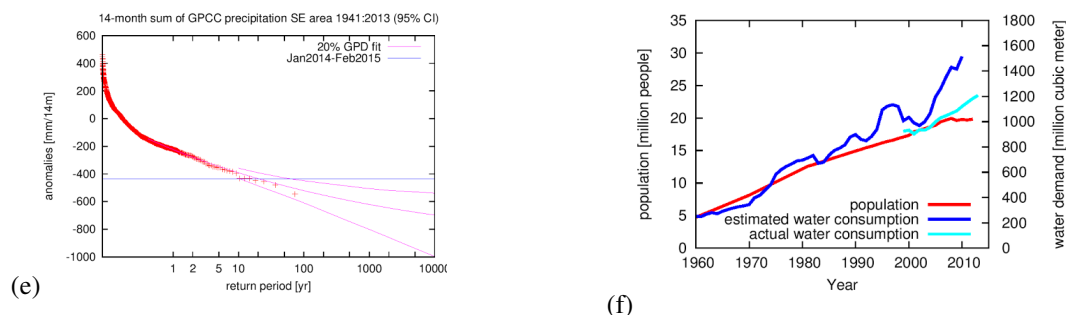 14-month sum of GPCC precipitation SE area 1941:2013 (95% CI)
600
400
200
0
-200
-400
-600
-800
-1000
anomalies [mm/14m]
20% GPD fit
Jan2014-Feb2015
1 2 5 10 100 1000 10000
return period [yr]
(e)
35
30
25
20
15
10
5
0
population [million people]
1800
1600
1400
1200
1000
800
600
400
200
0
water demand [million cubic meter]
population
estimated water consumption
actual water consumption
1960 1970 1980 1990 2000 2010
Year
(f)